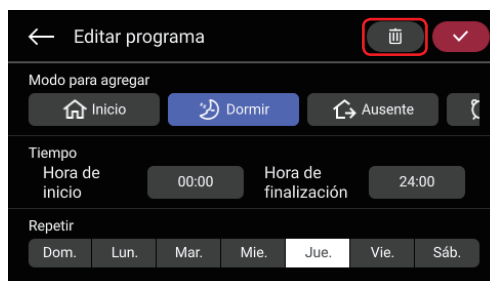 Editar programa
Modo para agregar
Inicio Dormir Ausente
Tiempo
Hora de inicio 00:00 Hora de finalización 24:00
Repetir
Dom. Lun. Mar. Mie. Jue. Vie. Sáb.